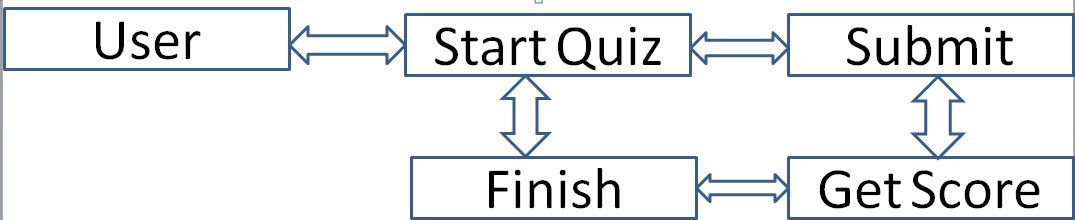 User
Start Quiz
Submit
Finish
Get Score